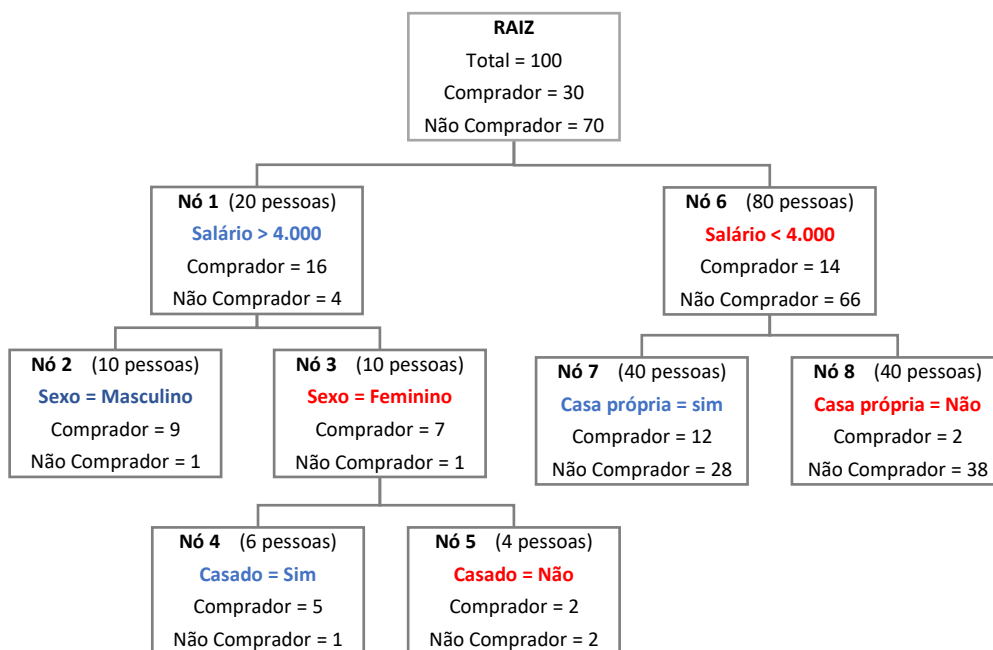 RAIZ
Total = 100
Comprador = 30
Não Comprador = 70
Nó 1 (20 pessoas)
Salário > 4.000
Comprador = 16
Não Comprador = 4
Nó 6 (80 pessoas)
Salário < 4.000
Comprador = 14
Não Comprador = 66
Nó 2 (10 pessoas)
Sexo = Masculino
Comprador = 9
Não Comprador = 1
Nó 3 (10 pessoas)
Sexo = Feminino
Comprador = 7
Não Comprador = 1
Nó 7 (40 pessoas)
Casa própria = sim
Comprador = 12
Não Comprador = 28
Nó 8 (40 pessoas)
Casa própria = Não
Comprador = 2
Não Comprador = 38
Nó 4 (6 pessoas)
Casado = Sim
Comprador = 5
Não Comprador = 1
Nó 5 (4 pessoas)
Casado = Não
Comprador = 2
Não Comprador = 2